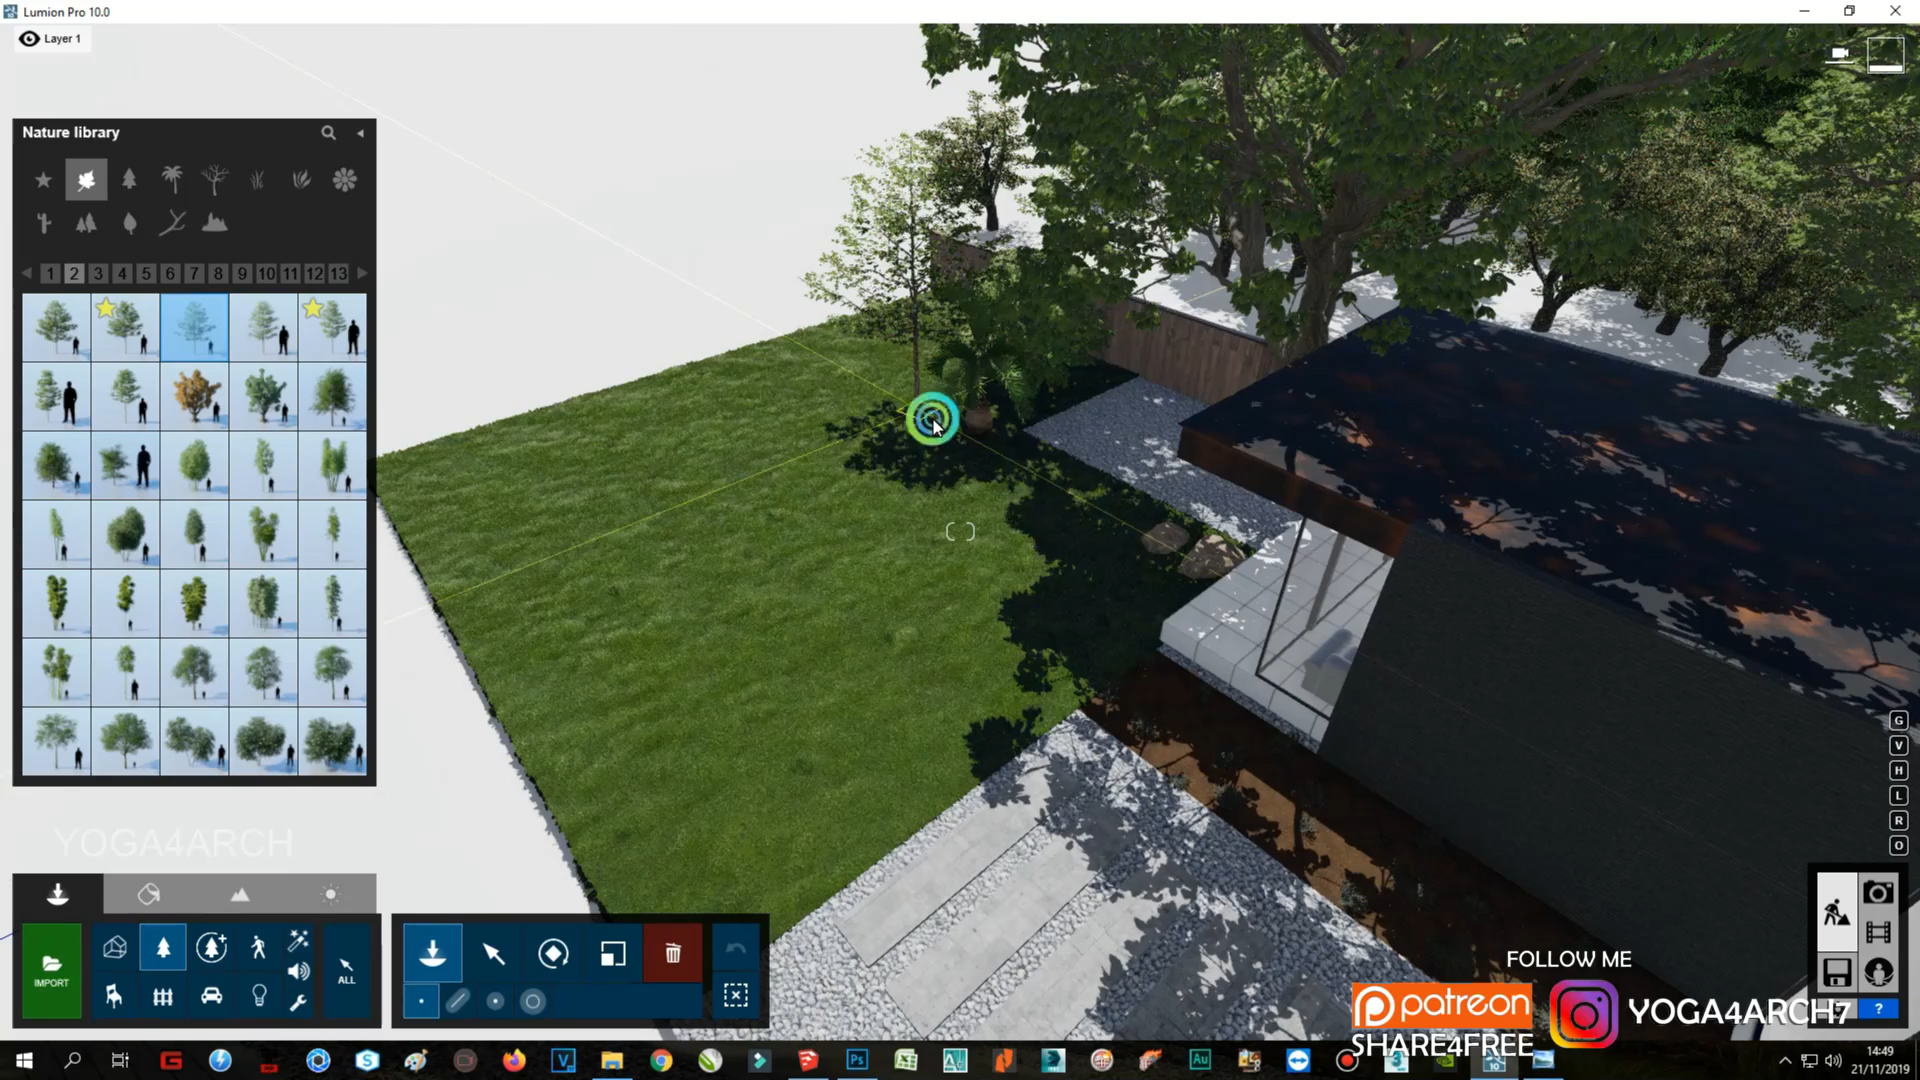 Lumion Pro 10.0
Layer 1
Nature library
1 2 3 4 5 6 7 8 9 10 11 12 13
YOGA4ARCH
IMPORT
ALL
G
V
H
L
R
O
FOLLOW ME
patreon
SHARE4FREE
YOGA4ARCH7
?
14:49
21/11/2019